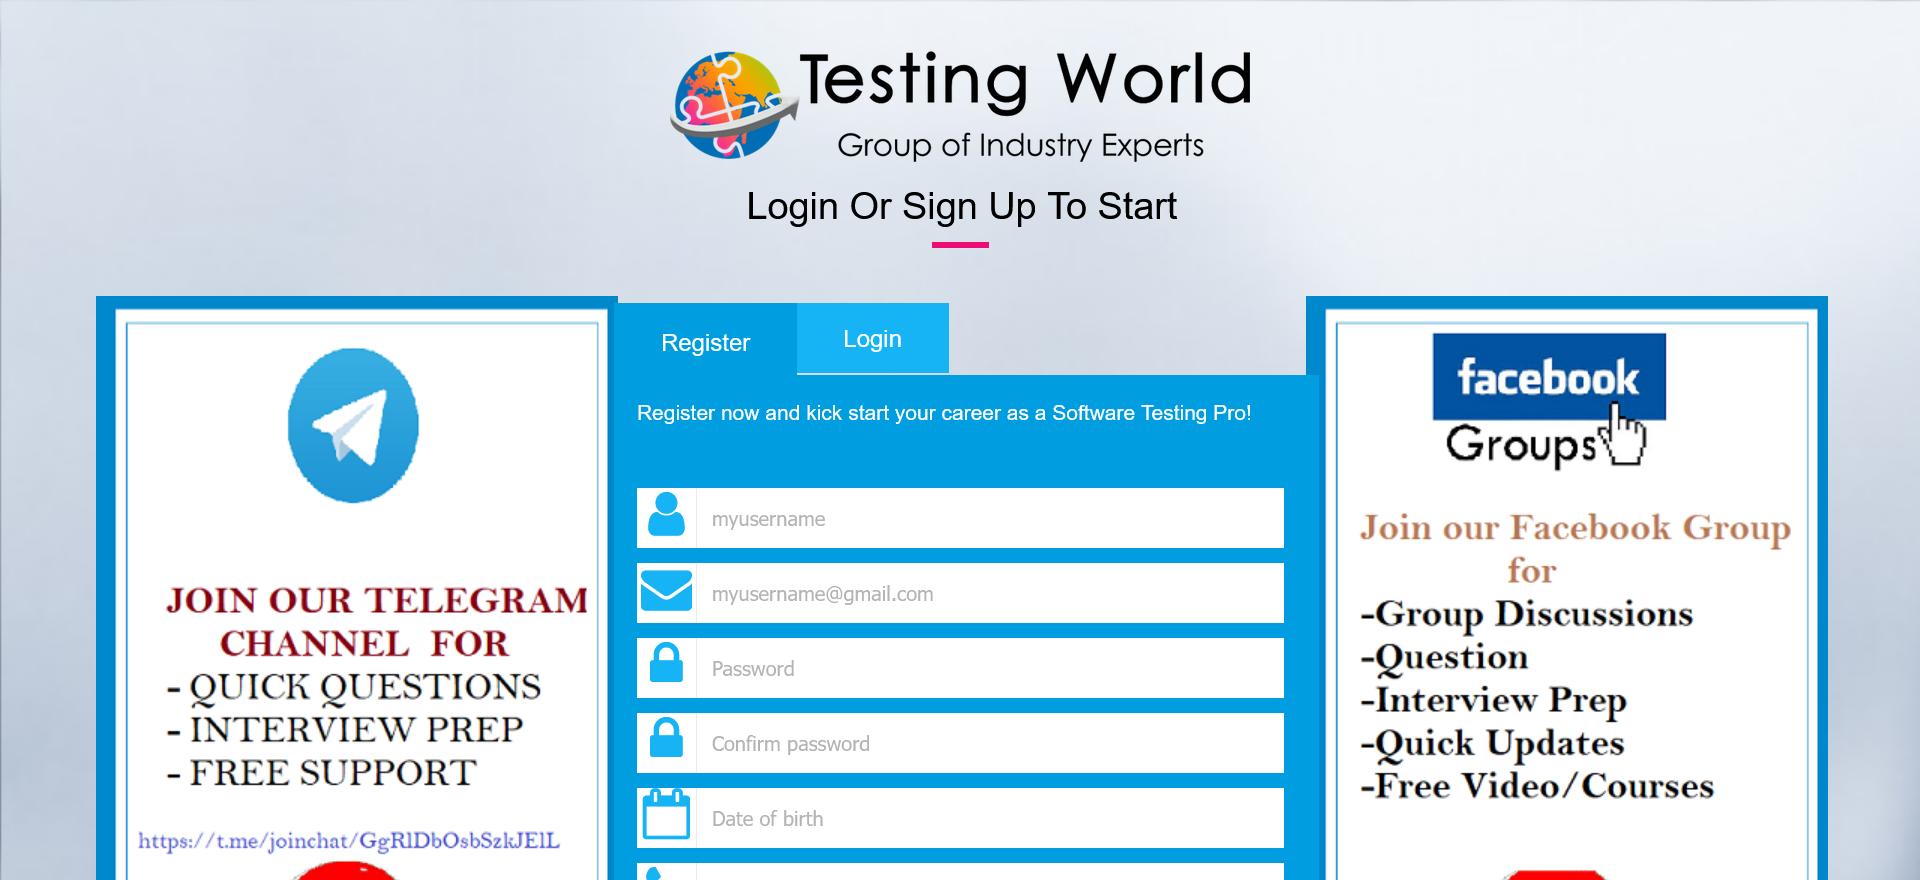 Testing World
Group of Industry Experts
Login Or Sign Up To Start
JOIN OUR TELEGRAM
CHANNEL FOR
- QUICK QUESTIONS
- INTERVIEW PREP
- FREE SUPPORT
https://t.me/joinchat/GgRlDbOsbSzkJElL
Register
Login
Register now and kick start your career as a Software Testing Pro!
myusername
myusername@gmail.com
Password
Confirm password
Date of birth
facebook
Groups
Join our Facebook Group
for
-Group Discussions
-Question
-Interview Prep
-Quick Updates
-Free Video/Courses